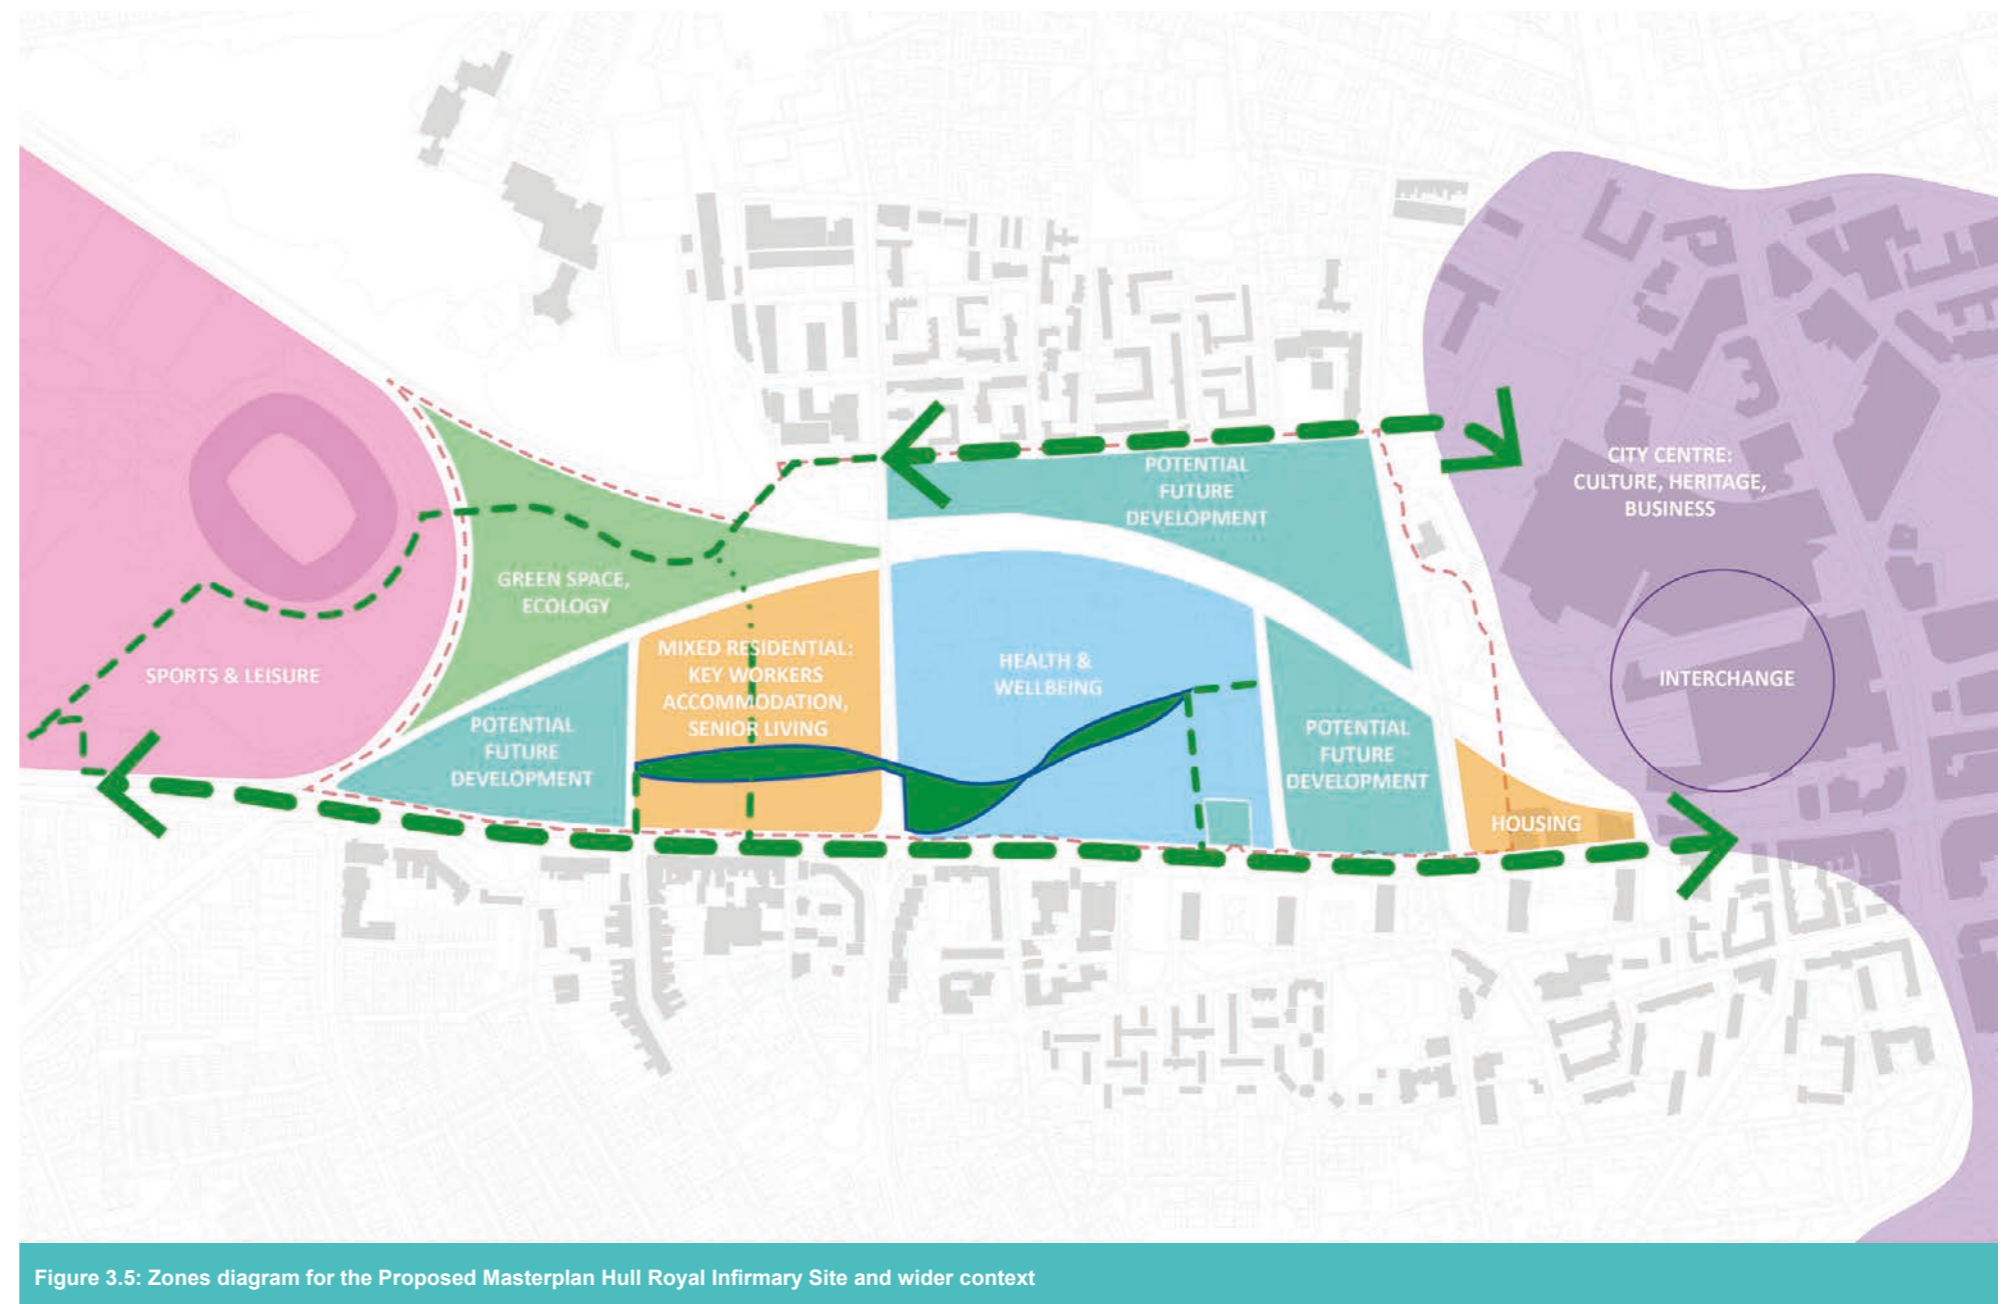 POTENTIAL
FUTURE
DEVELOPMENT
CITY CENTRE:
CULTURE, HERITAGE,
BUSINESS
GREEN SPACE,
ECOLOGY
SPORTS & LEISURE
MIXED RESIDENTIAL:
KEY WORKERS
ACCOMMODATION,
SENIOR LIVING
HEALTH &
WELLBEING
INTERCHANGE
POTENTIAL
FUTURE
DEVELOPMENT
POTENTIAL
FUTURE
DEVELOPMENT
HOUSING
Figure 3.5: Zones diagram for the Proposed Masterplan Hull Royal Infirmary Site and wider context